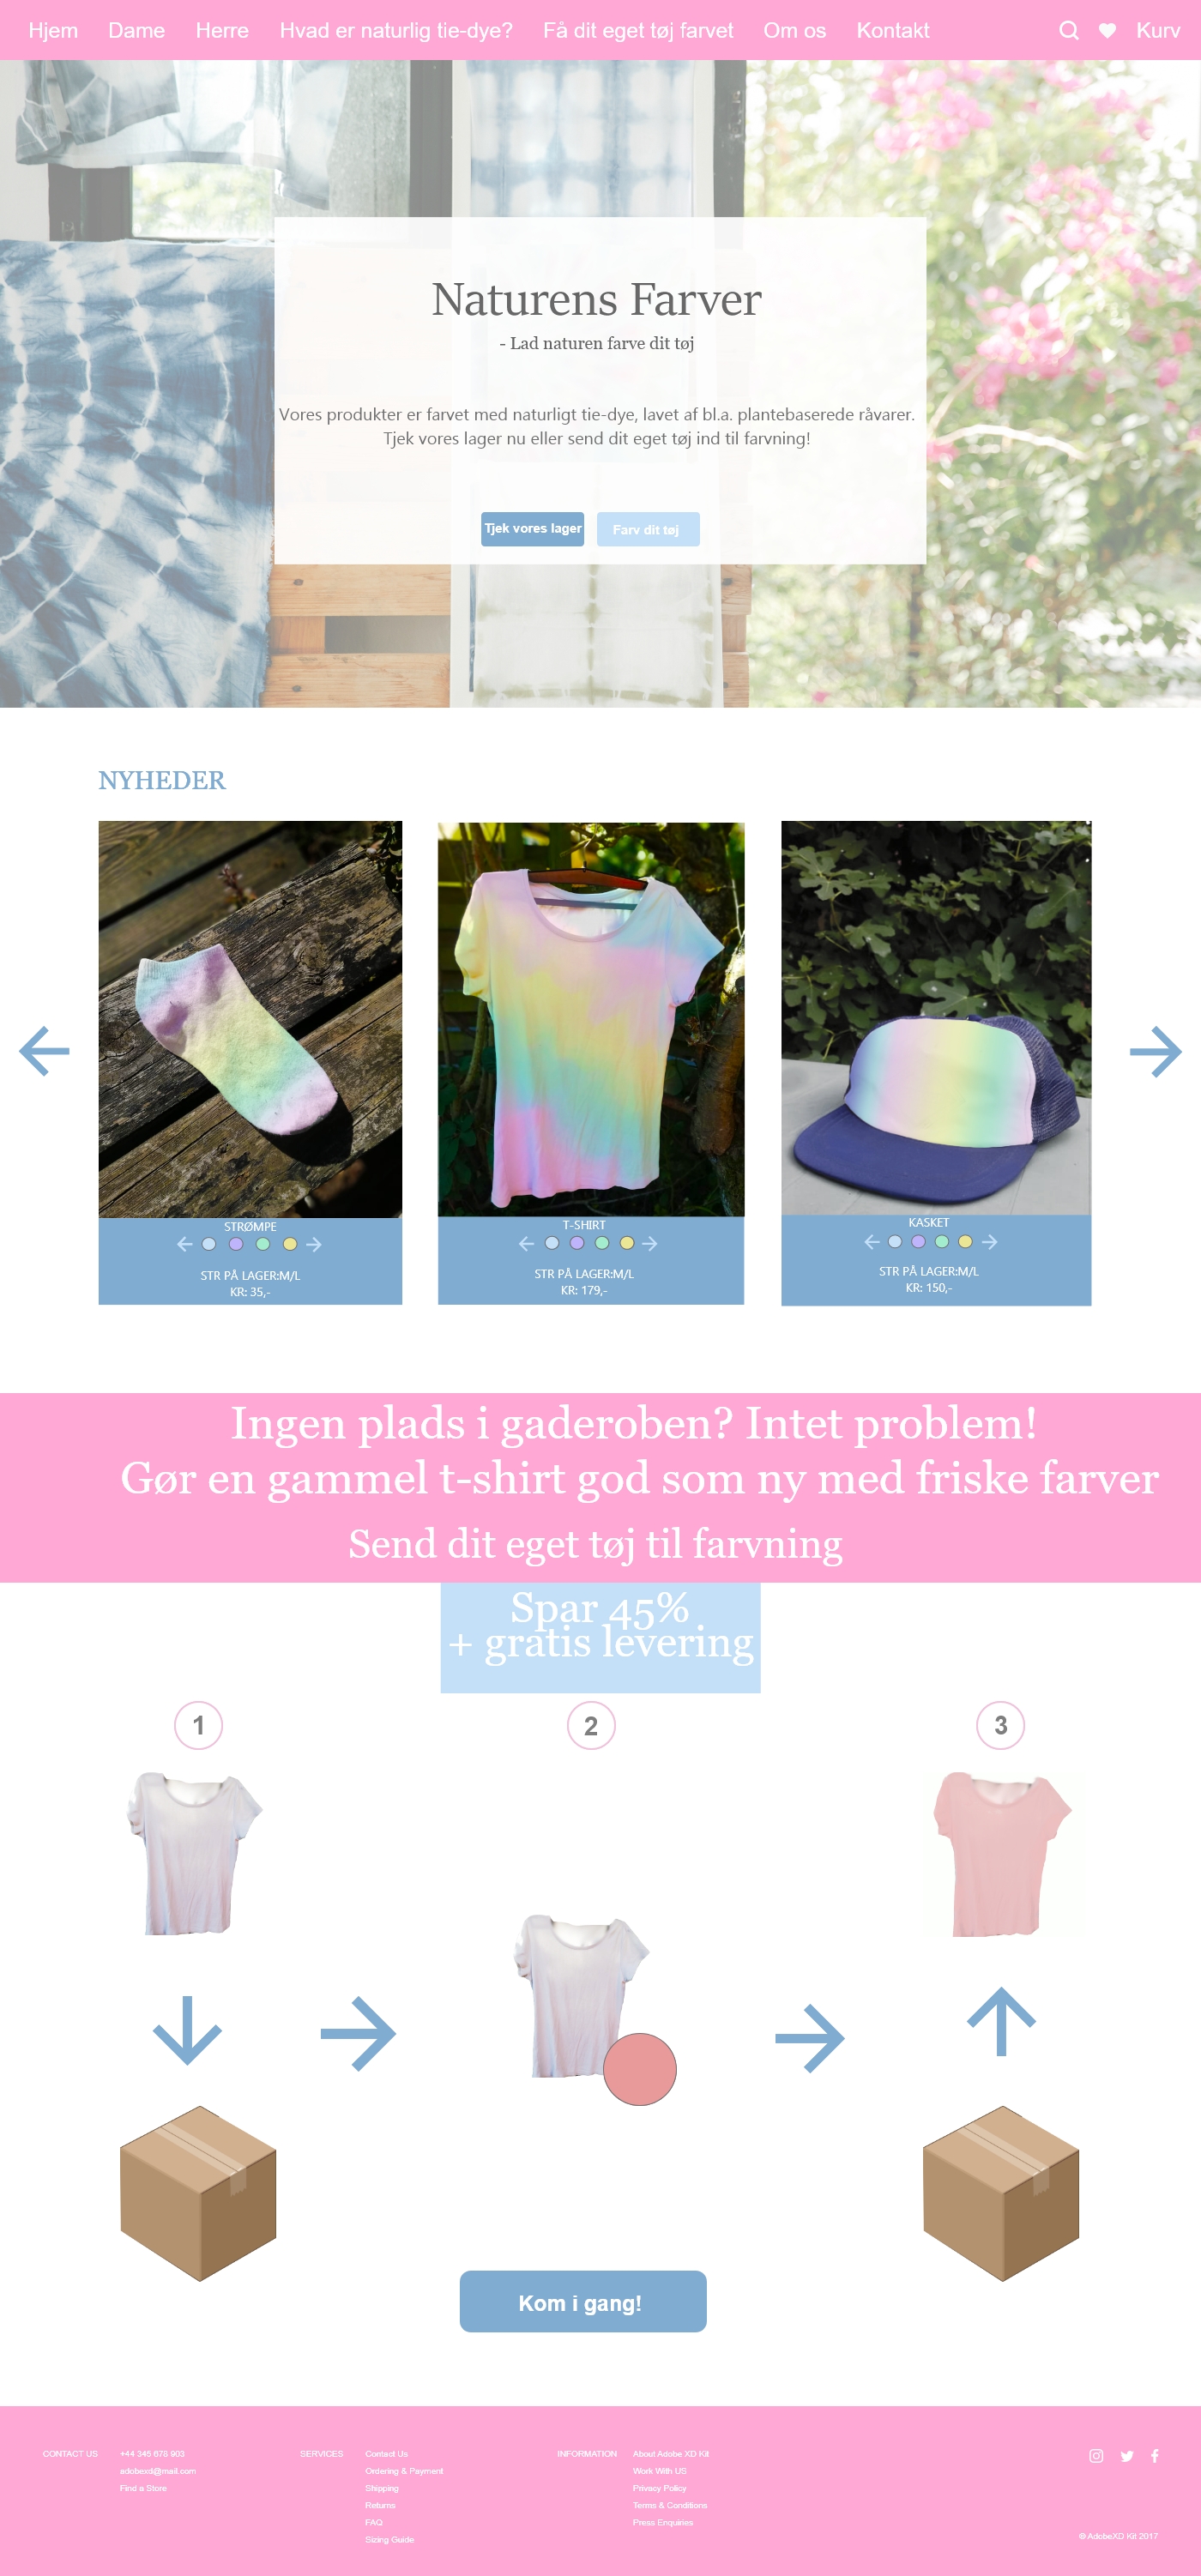 Hjem Dame Herre Hvad er naturlig tie-dye? Få dit eget tøj farvet Om os Kontakt Kurv
Naturens Farver
- Lad naturen farve dit tøj
Vores produkter er farvet med naturligt tie-dye, lavet af bl.a. plantebaserede råvarer.
Tjek vores lager nu eller send dit eget tøj ind til farvning!
Tjek vores lager Farv dit tøj
NYHEDER
STRØMPE
STR PÅ LAGER:M/L
KR: 35,-
T-SHIRT
STR PÅ LAGER:M/L
KR: 179,-
KASKET
STR PÅ LAGER:M/L
KR: 150,-
Ingen plads i gaderoben? Intet problem!
Gør en gammel t-shirt god som ny med friske farver
Send dit eget tøj til farvning
Spar 45%
+ gratis levering
1 2 3
Kom i gang!
CONTACT US
+44 345 678 903
adobexd@mail.com
Find a Store
SERVICES
Contact Us
Ordering & Payment
Shipping
Returns
FAQ
Sizing Guide
INFORMATION
About Adobe XD Kit
Work With US
Privacy Policy
Terms & Conditions
Press Enquiries
© AdobeXD Kit 2017